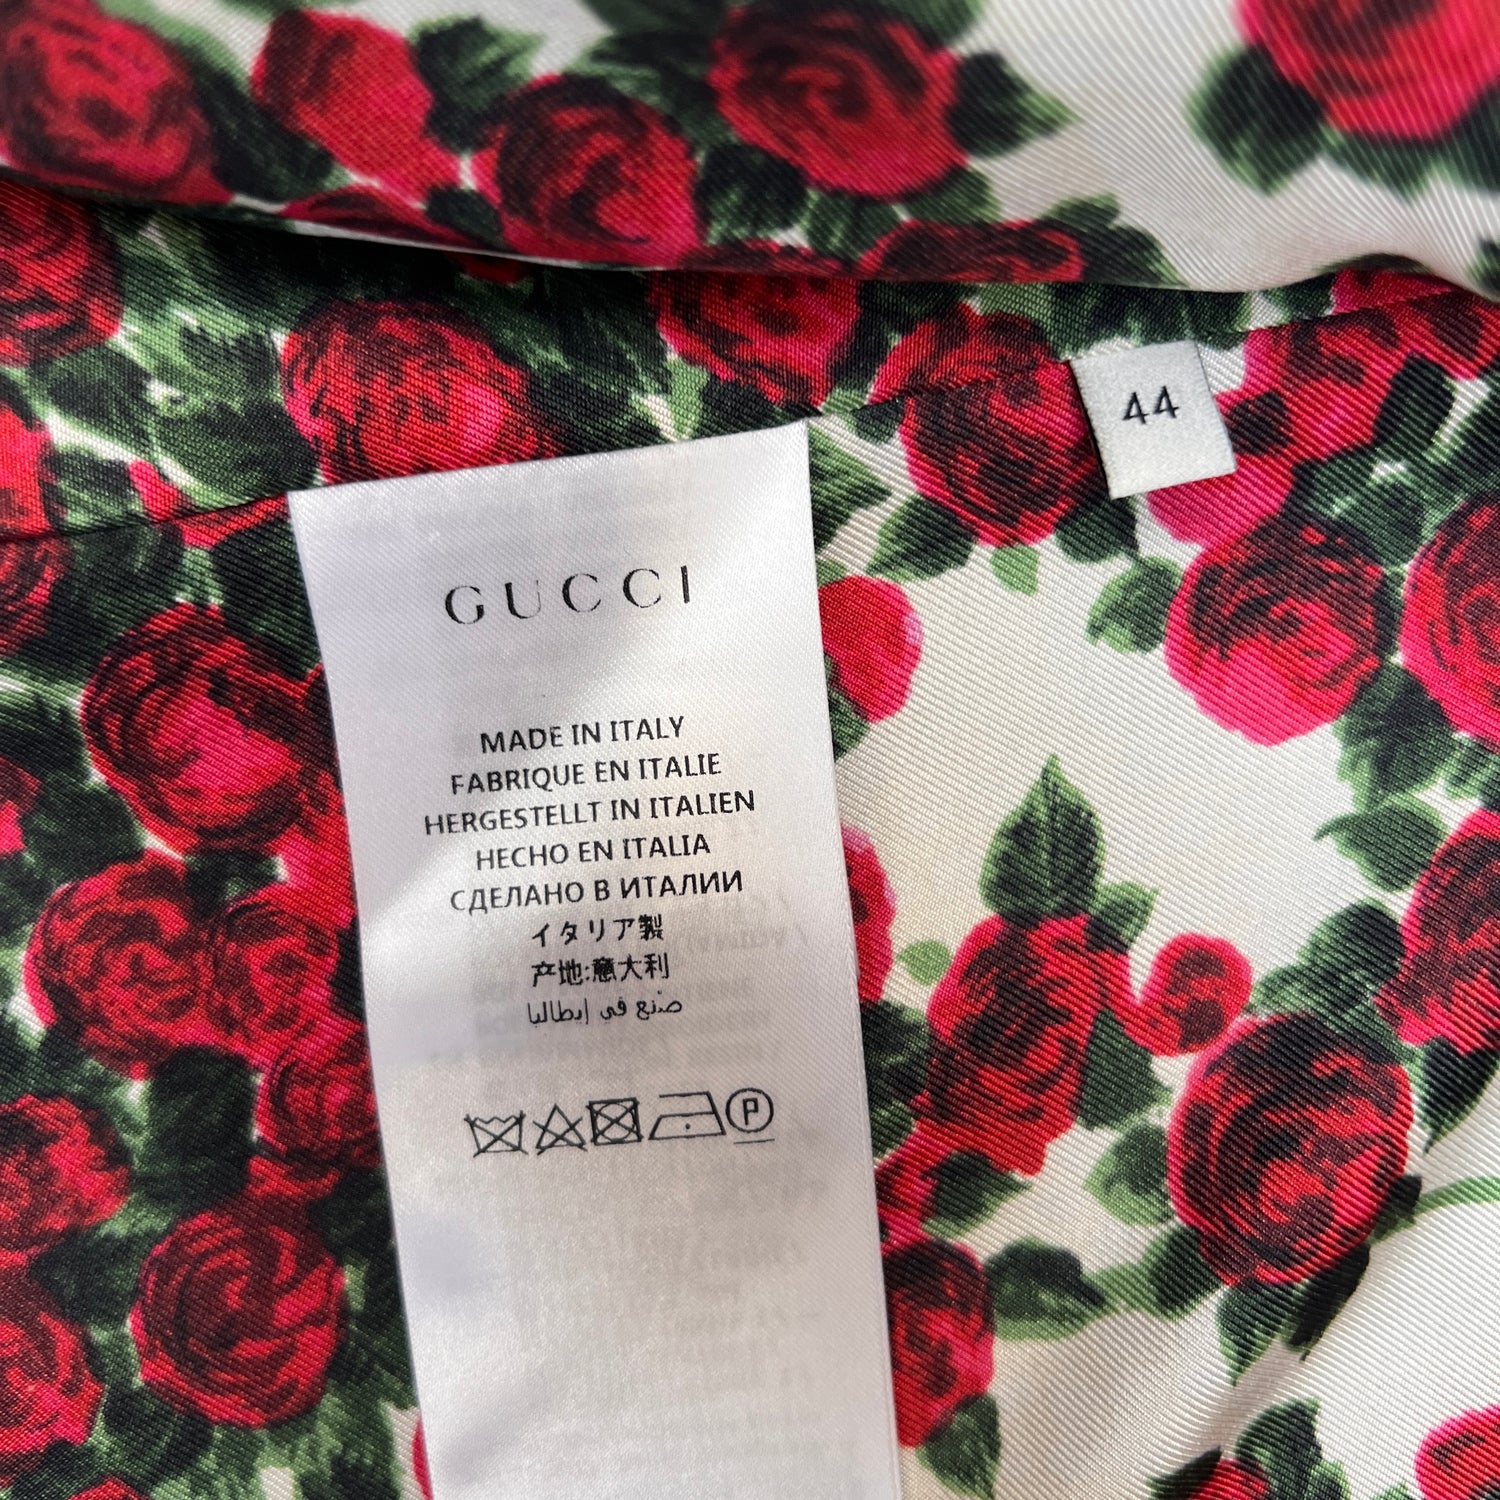 44
GUCCI
MADE IN ITALY
FABRIQUE EN ITALIE
HERGESTELLT IN ITALIEN
HECHO EN ITALIA
СДЕЛАНО В ИТАЛИИ
イタリア製
产地:意大利
صنع في إيطاليا
P